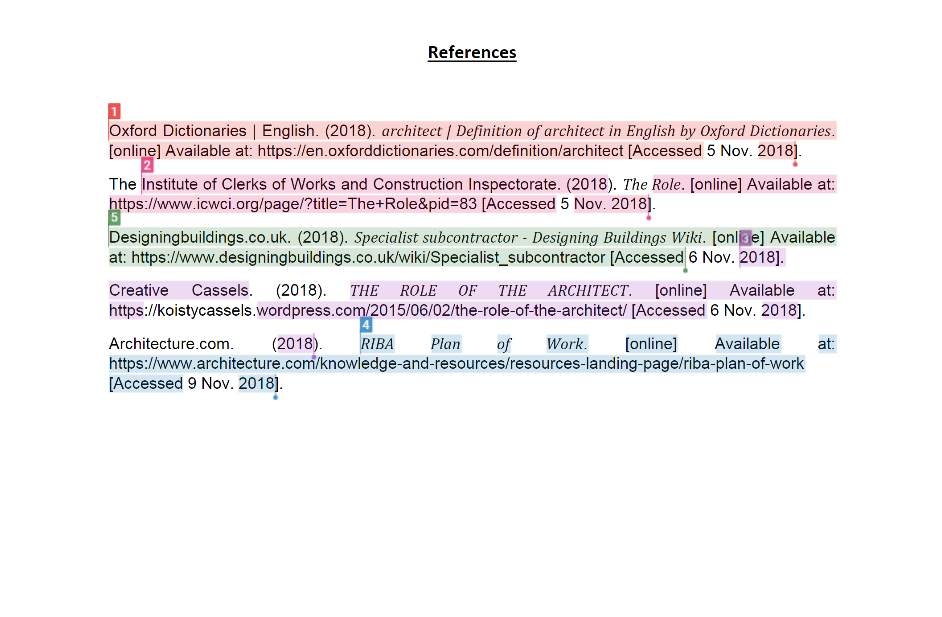 References
1
Oxford Dictionaries | English. (2018). architect | Definition of architect in English by Oxford Dictionaries.
[online] Available at: https://en.oxforddictionaries.com/definition/architect [Accessed 5 Nov. 2018].
2
The Institute of Clerks of Works and Construction Inspectorate. (2018). The Role. [online] Available at:
https://www.icwci.org/page/?title=The+Role&pid=83 [Accessed 5 Nov. 2018].
5
Designingbuildings.co.uk. (2018). Specialist subcontractor - Designing Buildings Wiki. [online] Available
3
at: https://www.designingbuildings.co.uk/wiki/Specialist_subcontractor [Accessed 6 Nov. 2018].
Creative Cassels. (2018). THE ROLE OF THE ARCHITECT. [online] Available at:
https://koistycassels.wordpress.com/2015/06/02/the-role-of-the-architect/ [Accessed 6 Nov. 2018].
4
Architecture.com. (2018). RIBA Plan of Work. [online] Available at:
https://www.architecture.com/knowledge-and-resources/resources-landing-page/riba-plan-of-work
[Accessed 9 Nov. 2018].